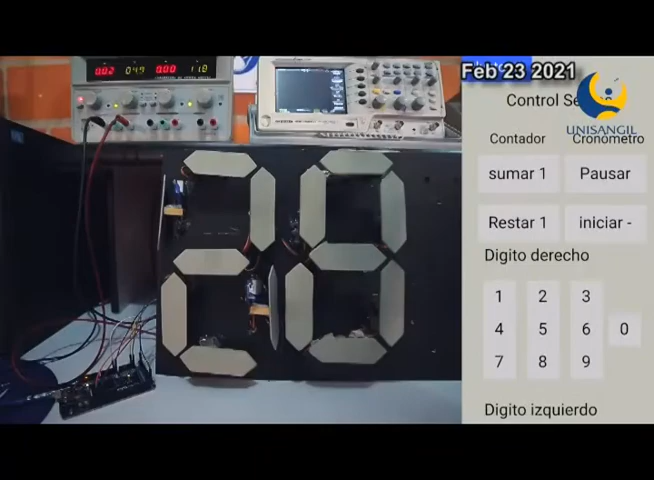 Feb 23 2021
Control Se
UNISANGIL
Contador Cronometro
sumar 1 Pausar
Restar 1 iniciar -
Digito derecho
1 2 3
4 5 6 0
7 8 9
Digito izquierdo
28